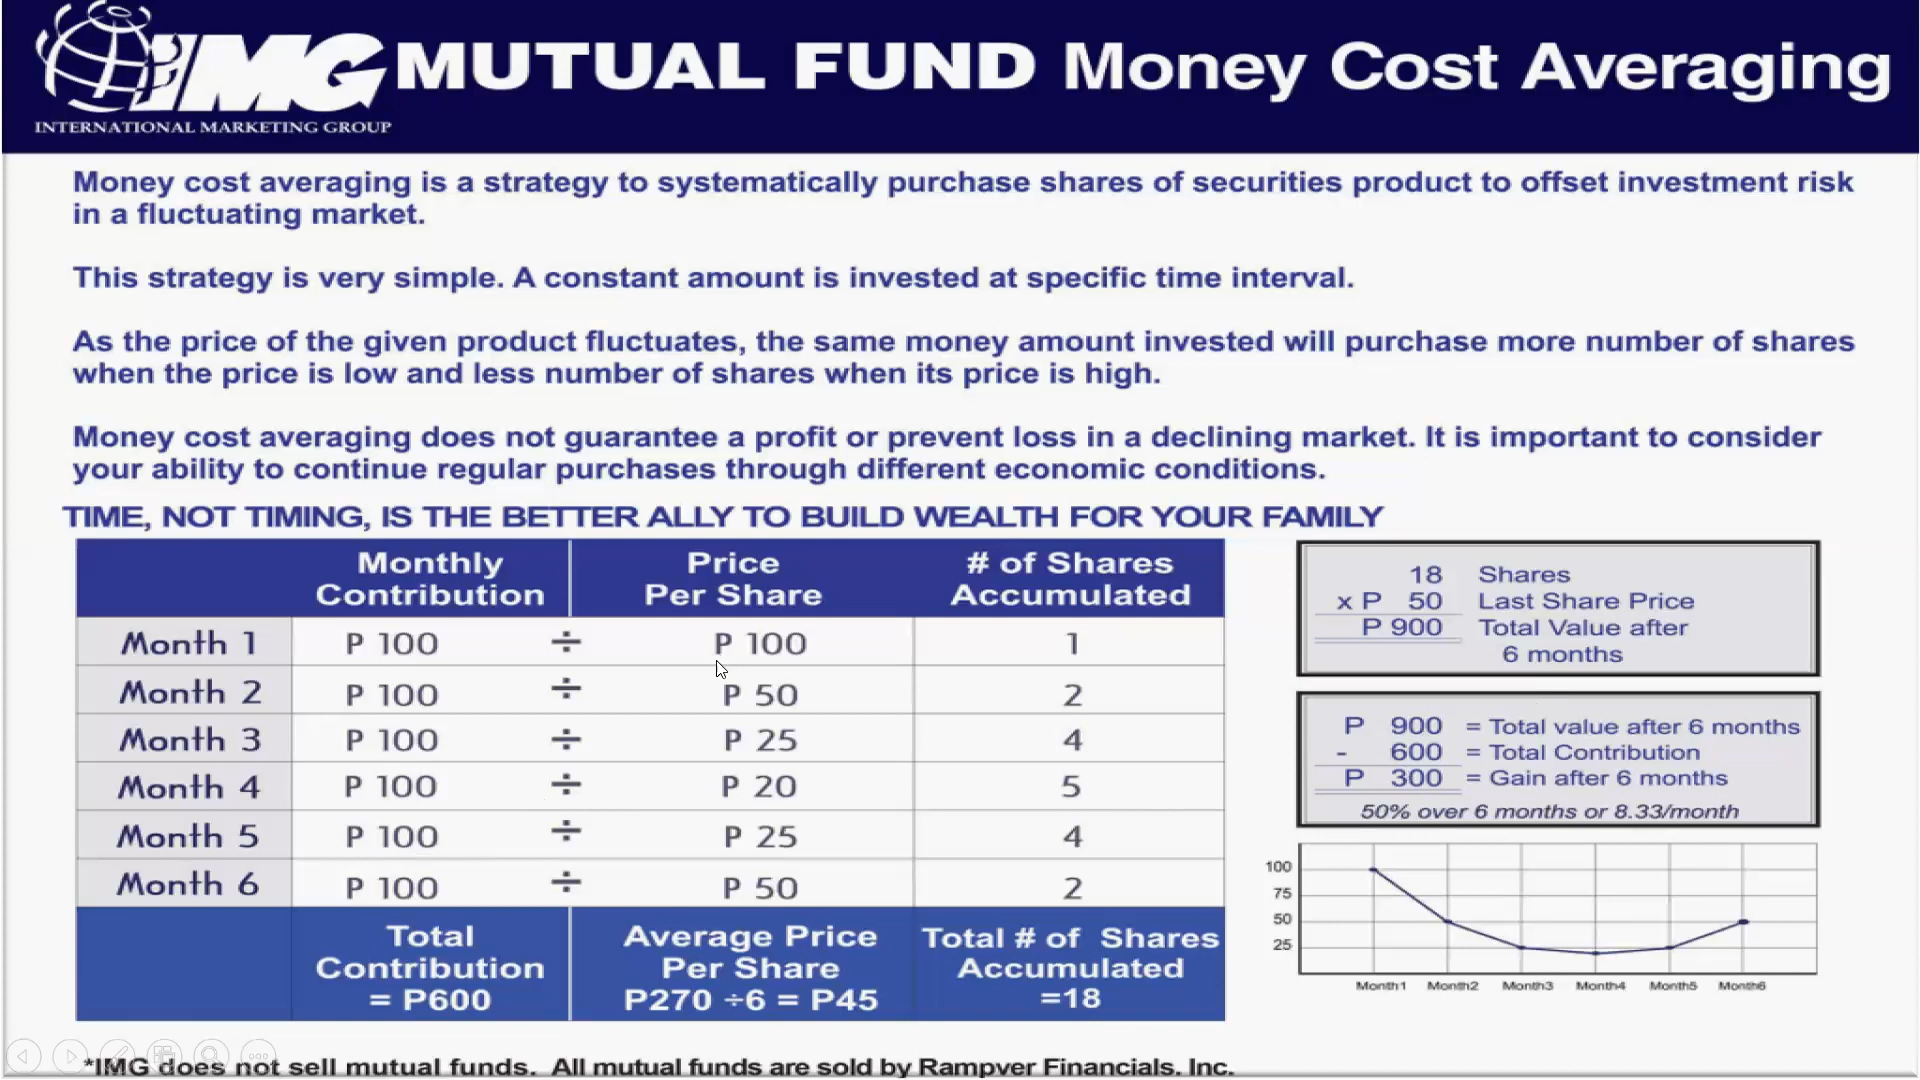 IMG MUTUAL FUND Money Cost Averaging
INTERNATIONAL MARKETING GROUP
Money cost averaging is a strategy to systematically purchase shares of securities product to offset investment risk
in a fluctuating market.
This strategy is very simple. A constant amount is invested at specific time interval.
As the price of the given product fluctuates, the same money amount invested will purchase more number of shares
when the price is low and less number of shares when its price is high.
Money cost averaging does not guarantee a profit or prevent loss in a declining market. It is important to consider
your ability to continue regular purchases through different economic conditions.
TIME, NOT TIMING, IS THE BETTER ALLY TO BUILD WEALTH FOR YOUR FAMILY
Monthly Price # of Shares
Contribution Per Share Accumulated
Month 1 P 100 ÷ P 100 1
Month 2 P 100 ÷ P 50 2
Month 3 P 100 ÷ P 25 4
Month 4 P 100 ÷ P 20 5
Month 5 P 100 ÷ P 25 4
Month 6 P 100 ÷ P 50 2
Total Average Price Total # of Shares
Contribution Per Share Accumulated
= P600 P270 ÷6 = P45 =18
18 Shares
x P 50 Last Share Price
P 900 Total Value after
6 months
P 900 = Total value after 6 months
- 600 = Total Contribution
P 300 = Gain after 6 months
50% over 6 months or 8.33/month
100
75
50
25
Month1 Month2 Month3 Month4 Month5 Month6
*IMG does not sell mutual funds. All mutual funds are sold by Rampver Financials. Inc.